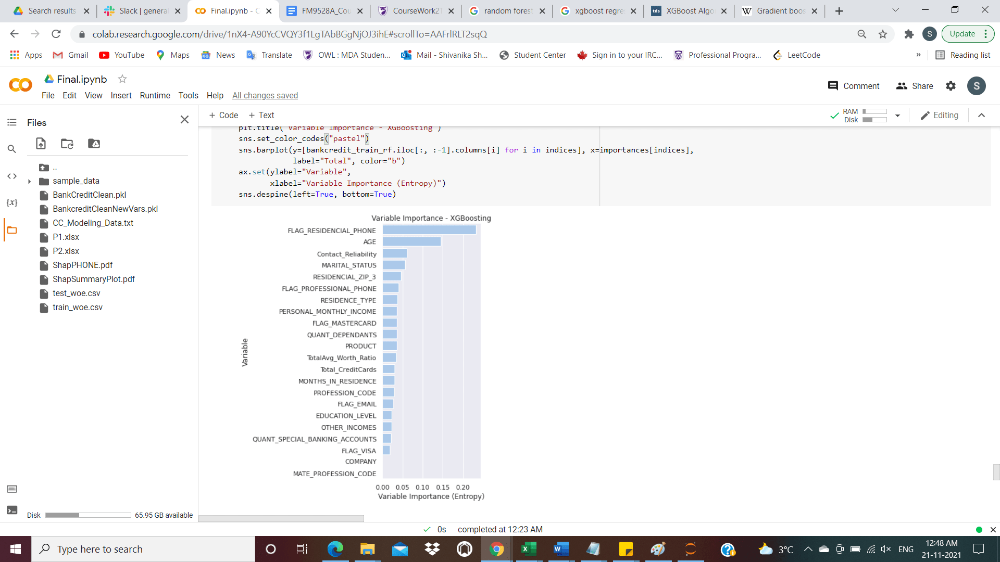 Search results
Slack | general
Final.ipynb - C
FM9528A_Cou
CourseWork2T
random forest
xgboost regre
tds
XGBoost Algo
W Gradient boos
colab.research.google.com/drive/1nX4-A90YcCVQY3f1LgTAbBGgNjOJ3ihE#scrollTo=AAFrlRLT2sqQ
S
Update
Apps
Gmail
YouTube
Maps
News
Translate
OWL : MDA Studen...
Mail - Shivanika Sh...
Student Center
Sign in to your IRC...
Professional Progra...
LeetCode
»
Reading list
Final.ipynb
File Edit View Insert Runtime Tools Help All changes saved
Comment
Share
S
Files
+ Code + Text
RAM
Disk
Editing
..
sample_data
BankCreditClean.pkl
BankcreditCleanNewVars.pkl
CC_Modeling_Data.txt
P1.xlsx
P2.xlsx
ShapPHONE.pdf
ShapSummaryPlot.pdf
test_woe.csv
train_woe.csv
Disk
65.95 GB available
plt.title('Variable Importance - XGBoosting')
sns.set_color_codes("pastel")
sns.barplot(y=[bankcredit_train_rf.iloc[:, :-1].columns[i] for i in indices], x=importances[indices],
label="Total", color="b")
ax.set(ylabel="Variable",
xlabel="Variable Importance (Entropy)")
sns.despine(left=True, bottom=True)
Variable Importance - XGBoosting
FLAG_RESIDENCIAL_PHONE
AGE
Contact_Reliability
MARITAL_STATUS
RESIDENCIAL_ZIP_3
FLAG_PROFESSIONAL_PHONE
RESIDENCE_TYPE
PERSONAL_MONTHLY_INCOME
FLAG_MASTERCARD
QUANT_DEPENDANTS
PRODUCT
TotalAvg_Worth_Ratio
Total_CreditCards
MONTHS_IN_RESIDENCE
PROFESSION_CODE
FLAG_EMAIL
EDUCATION_LEVEL
OTHER_INCOMES
QUANT_SPECIAL_BANKING_ACCOUNTS
FLAG_VISA
COMPANY
MATE_PROFESSION_CODE
Variable
0.00 0.05 0.10 0.15 0.20
Variable Importance (Entropy)
0s completed at 12:23 AM
Type here to search
3°C
ENG
12:48 AM
21-11-2021